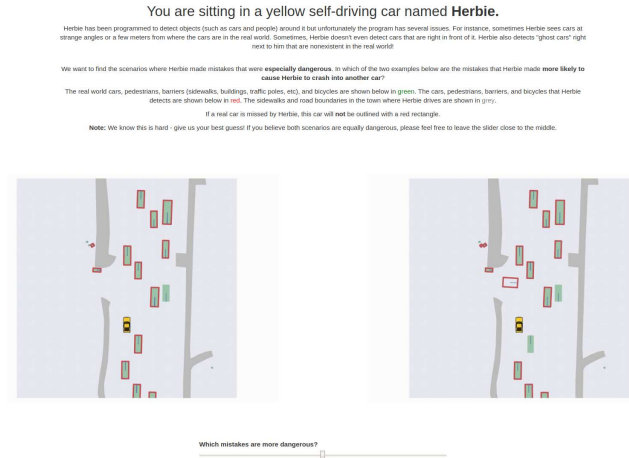 You are sitting in a yellow self-driving car named Herbie.
Herbie has been programmed to detect objects (such as cars and people) around it but unfortunately the program has several issues. For instance, sometimes Herbie sees cars at
strange angles or a few meters from where the cars are in the real world. Sometimes, Herbie doesn't even detect cars that are right in front of it. Herbie also detects "ghost cars" right
next to him that are nonexistent in the real world!
We want to find the scenarios where Herbie made mistakes that were especially dangerous. In which of the two examples below are the mistakes that Herbie made more likely to
cause Herbie to crash into another car?
The real world cars, pedestrians, barriers (sidewalks, buildings, traffic poles, etc), and bicycles are shown below in green. The cars, pedestrians, barriers, and bicycles that Herbie
detects are shown below in red. The sidewalks and road boundaries in the town where Herbie drives are shown in grey.
If a real car is missed by Herbie, this car will not be outlined with a red rectangle.
Note: We know this is hard - give us your best guess! If you believe both scenarios are equally dangerous, please feel free to leave the slider close to the middle.
Which mistakes are more dangerous?